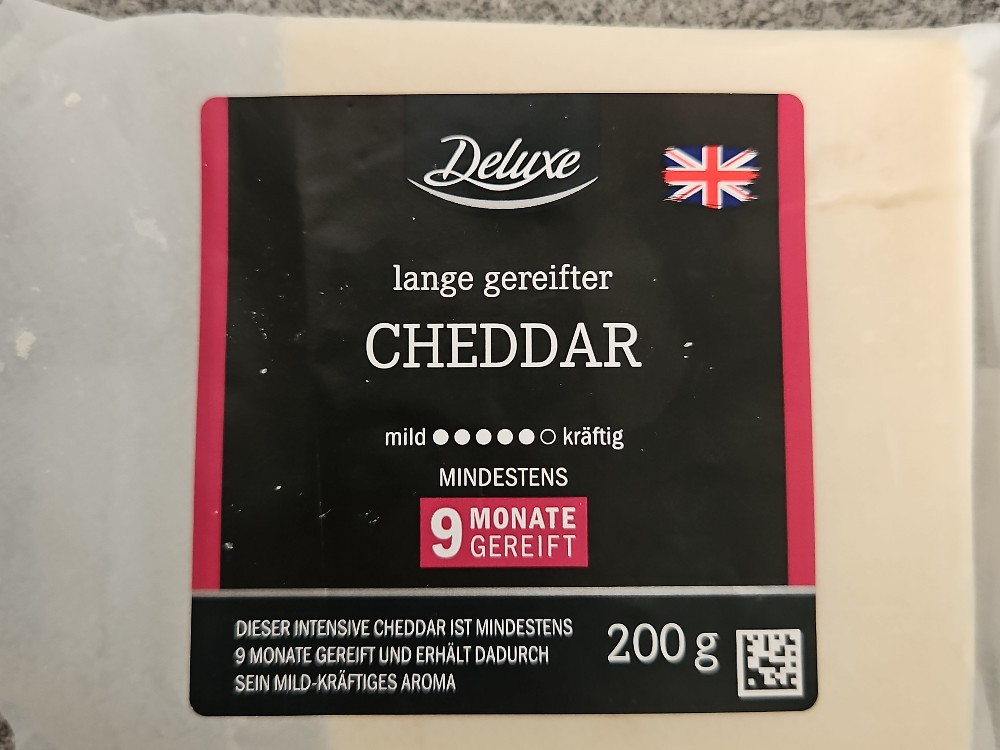 Deluxe
lange gereifter
CHEDDAR
mild ●●●●●○ kräftig
MINDESTENS
9 MONATE
GEREIFT
DIESER INTENSIVE CHEDDAR IST MINDESTENS
9 MONATE GEREIFT UND ERHÄLT DADURCH
SEIN MILD-KRÄFTIGES AROMA
200 g